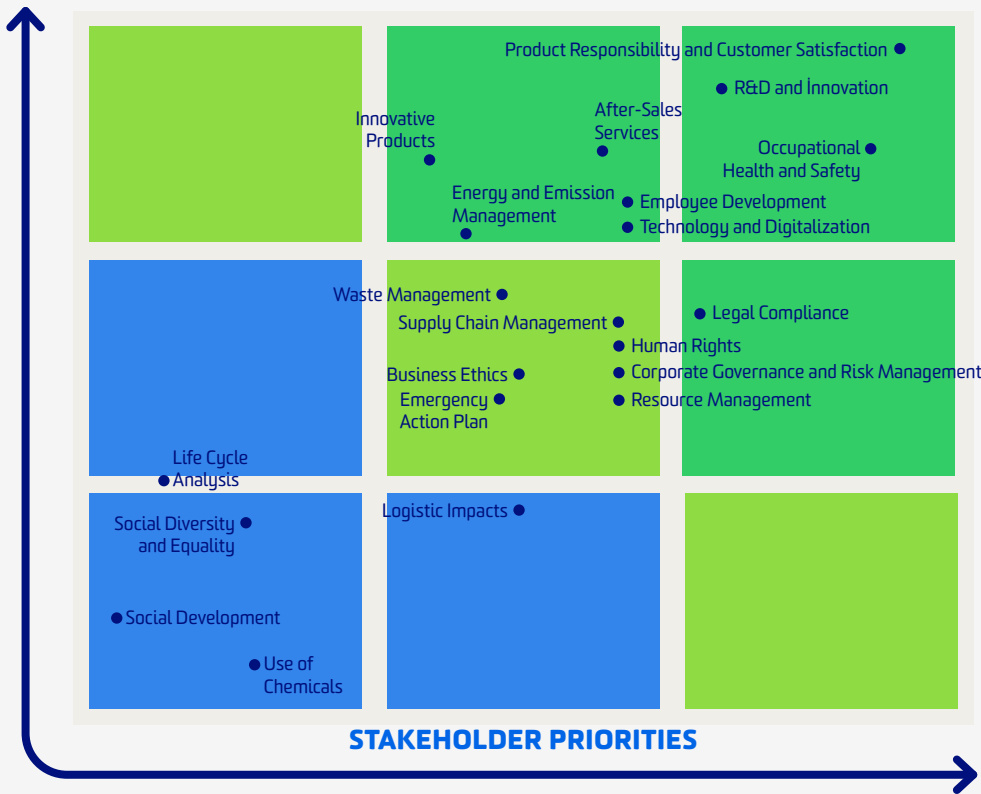 Product Responsibility and Customer Satisfaction
R&D and İnnovation
After-Sales
Services
Innovative
Products
Occupational
Health and Safety
Energy and Emission
Management
Employee Development
Technology and Digitalization
Waste Management
Legal Compliance
Supply Chain Management
Human Rights
Business Ethics
Corporate Governance and Risk Management
Emergency
Action Plan
Resource Management
Life Cycle
Analysis
Logistic Impacts
Social Diversity
and Equality
Social Development
Use of
Chemicals
STAKEHOLDER PRIORITIES